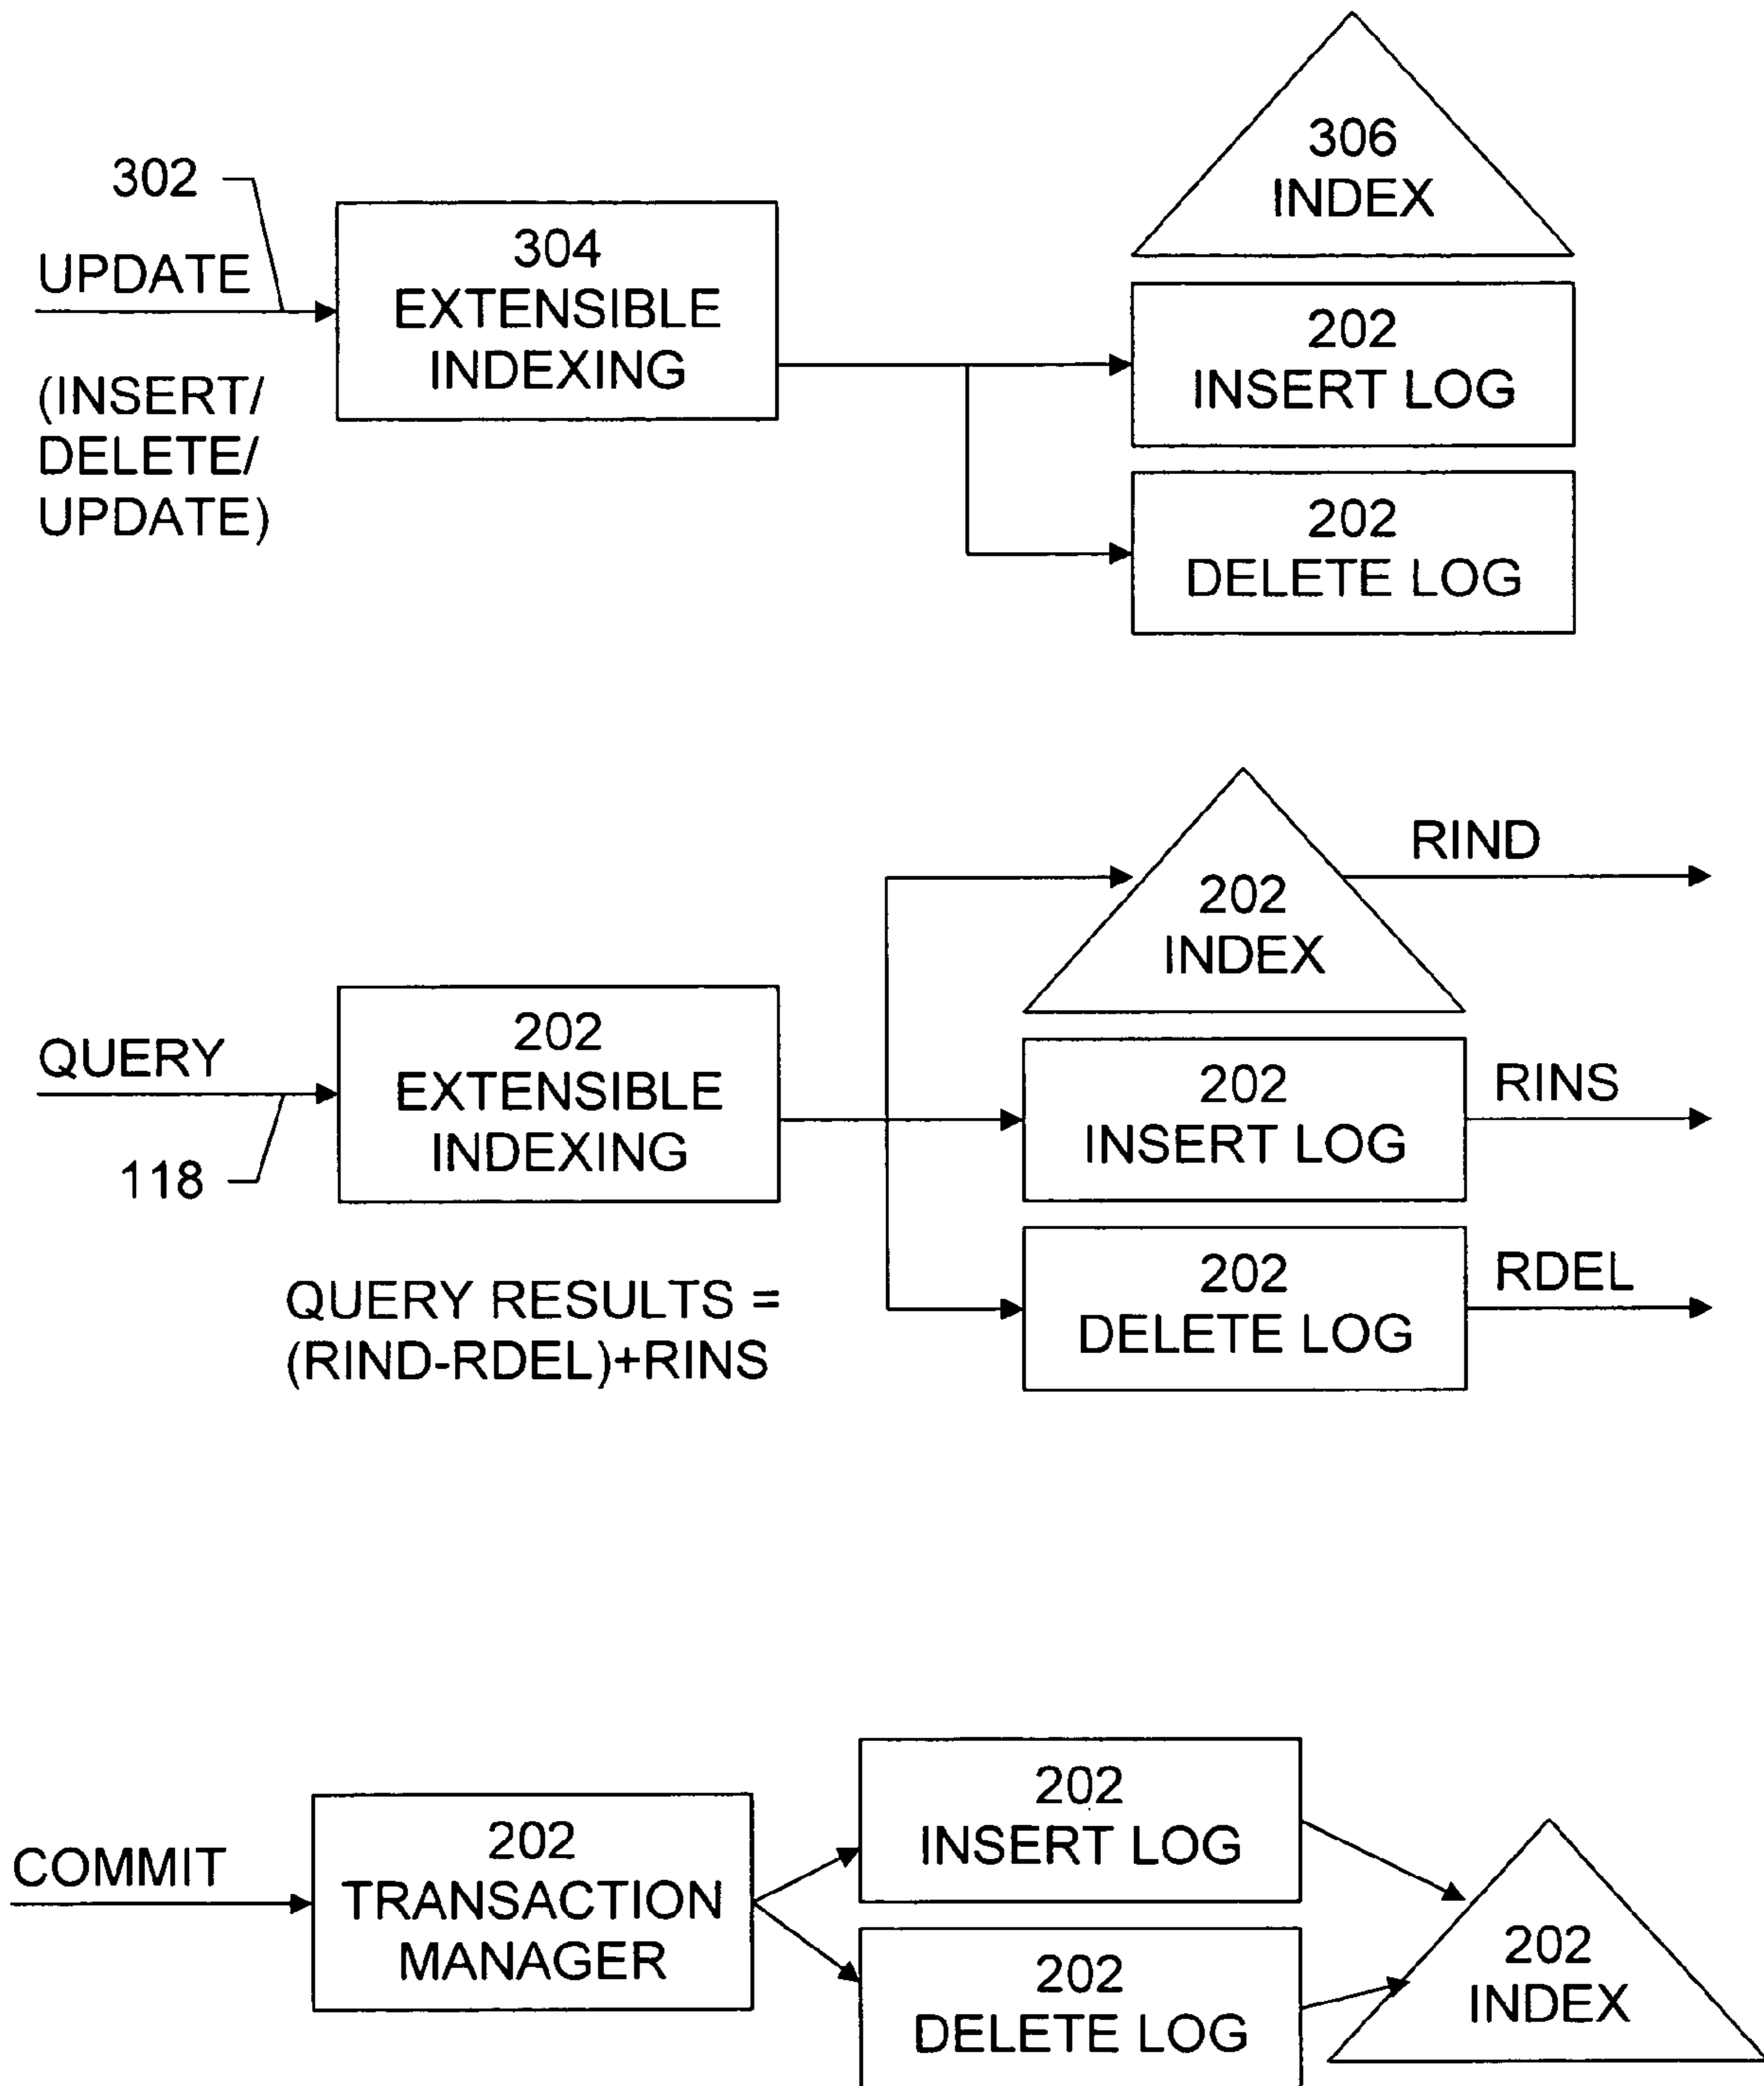 306
INDEX
302
UPDATE
(INSERT/
DELETE/
UPDATE)
304
EXTENSIBLE
INDEXING
202
INSERT LOG
202
DELETE LOG
RIND
202
INDEX
QUERY
118
202
EXTENSIBLE
INDEXING
202
INSERT LOG
RINS
202
DELETE LOG
RDEL
QUERY RESULTS =
(RIND-RDEL)+RINS
COMMIT
202
TRANSACTION
MANAGER
202
INSERT LOG
202
DELETE LOG
202
INDEX